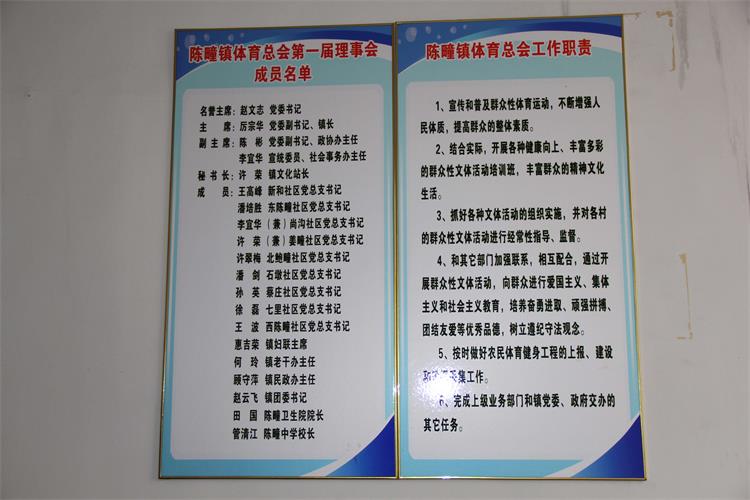 陈疃镇体育总会第一届理事会
成员名单
名誉主席：赵文志 党委书记
主 席：厉宗华 党委副书记、镇长
副 主 席：陈 彬 党委副书记、政协办主任
李宜华 宣统委员、社会事务办主任
秘 书 长：许 荣 镇文化站长
成 员：王高峰 新和社区党总支书记
潘培胜 东陈疃社区党总支书记
李宜华（兼）尚沟社区党总支书记
许 荣（兼）姜疃社区党总支书记
许翠梅 北鲍疃社区党总支书记
潘 剑 石墩社区党总支书记
孙 英 蔡庄社区党总支书记
徐 磊 七里社区党总支书记
王 波 西陈疃社区党总支书记
惠吉荣 镇妇联主席
何 玲 镇老干办主任
顾守萍 镇民政办主任
赵云飞 镇团委书记
田 国 陈疃卫生院院长
管清江 陈疃中学校长
陈疃镇体育总会工作职责
1、宣传和普及群众性体育运动，不断增强人
民体质，提高群众的整体素质。
2、结合实际，开展各种健康向上、丰富多彩
的群众性文体活动培训班，丰富群众的精神文化
生活。
3、抓好各种文体活动的组织实施，并对各村
的群众性文体活动进行经常性指导、监督。
4、和其它部门加强联系，相互配合，通过开
展群众性文体活动，向群众进行爱国主义、集体
主义和社会主义教育，培养奋勇进取、顽强拼搏、
团结友爱等优秀品德，树立遵纪守法观念。
5、按时做好农民体育健身工程的上报、建设
集工作。
6、完成上级业务部门和镇党委、政府交办的
其它任务。